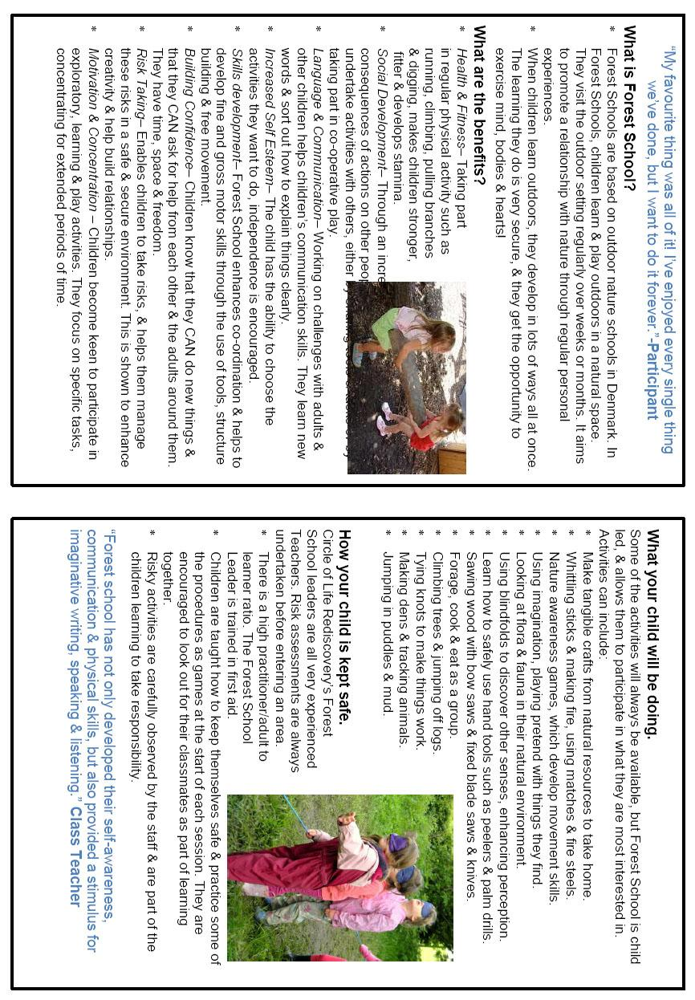 "My favourite thing was all of it! I've enjoyed every single thing
we've done, but I want to do it forever." -Participant
What is Forest School?
* Forest Schools are based on outdoor nature schools in Denmark. In
Forest Schools, children learn & play outdoors in a natural space.
They visit the outdoor setting regularly over weeks or months. It aims
to promote a relationship with nature through regular personal
experiences.
* When children learn outdoors, they develop in lots of ways all at once.
The learning they do is very secure, & they get the opportunity to
exercise mind, bodies & hearts!
What are the benefits?
* Health & Fitness– Taking part
in regular physical activity such as
running, climbing, pulling branches
& digging, makes children stronger,
fitter & develops stamina.
* Social Development– Through an incre
consequences of actions on other peop
undertake activities with others, either
taking part in co-operative play.
* Language & Communication– Working on challenges with adults &
other children helps children's communication skills. They learn new
words & sort out how to explain things clearly.
* Increased Self Esteem– The child has the ability to choose the
activities they want to do, independence is encouraged.
* Skills development– Forest School enhances co-ordination & helps to
develop fine and gross motor skills through the use of tools, structure
building & free movement.
* Building Confidence– Children know that they CAN do new things &
that they CAN ask for help from each other & the adults around them.
They have time, space & freedom.
* Risk Taking– Enables children to take risks, & helps them manage
these risks in a safe & secure environment. This is shown to enhance
creativity & help build relationships.
* Motivation & Concentration – Children become keen to participate in
exploratory, learning & play activities. They focus on specific tasks,
concentrating for extended periods of time.
What your child will be doing.
Some of the activities will always be available, but Forest School is child
led, & allows them to participate in what they are most interested in.
Activities can include:
* Make tangible crafts from natural resources to take home.
* Whittling sticks & making fire, using matches & fire steels.
* Nature awareness games, which develop movement skills.
* Using imagination, playing pretend with things they find.
* Looking at flora & fauna in their natural environment.
* Using blindfolds to discover other senses, enhancing perception.
* Learn how to safely use hand tools such as peelers & palm drills.
* Sawing wood with bow saws & fixed blade saws & knives.
* Forage, cook & eat as a group.
* Climbing trees & jumping off logs.
* Tying knots to make things work.
* Making dens & tracking animals.
* Jumping in puddles & mud.
How your child is kept safe.
Circle of Life Rediscovery's Forest
School leaders are all very experienced
Teachers. Risk assessments are always
undertaken before entering an area.
* There is a high practitioner/adult to
learner ratio. The Forest School
Leader is trained in first aid.
* Children are taught how to keep themselves safe & practice some of
the procedures as games at the start of each session. They are
encouraged to look out for their classmates as part of learning
together.
* Risky activities are carefully observed by the staff & are part of the
children learning to take responsibility.
"Forest school has not only developed their self-awareness,
communication & physical skills, but also provided a stimulus for
imaginative writing, speaking & listening." Class Teacher